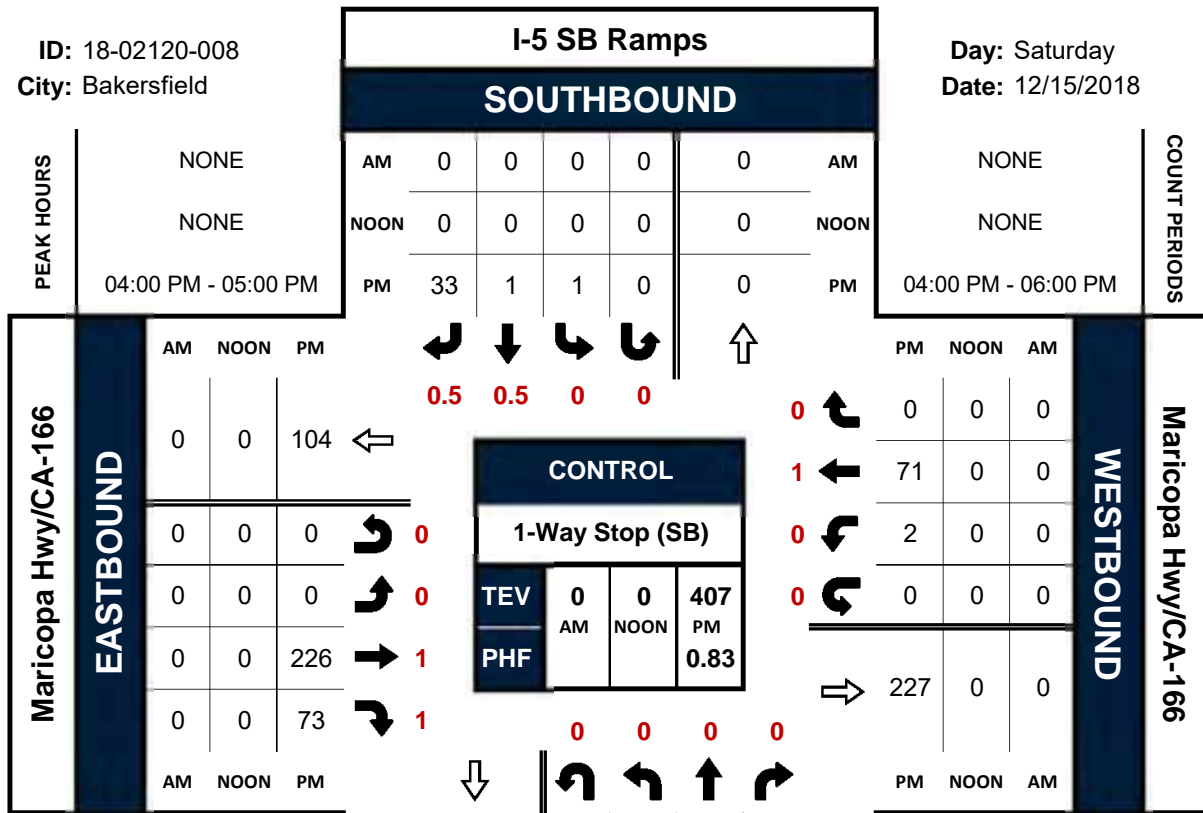 I-5 SB Ramps
ID: 18-02120-008
Day: Saturday
City: Bakersfield
SOUTHBOUND
Date: 12/15/2018
PEAK HOURS
NONE
AM 0 0 0 0 0 AM
NONE
COUNT PERIODS
NONE
NOON 0 0 0 0 0 NOON
NONE
04:00 PM - 05:00 PM
PM 33 1 1 0 0 PM
04:00 PM - 06:00 PM
0.5 0.5 0 0
Maricopa Hwy/CA-166
EASTBOUND
AM NOON PM
0 0 104
0 0 0 0
0 0 0 0
0 0 226 1
0 0 73 1
AM NOON PM
CONTROL
1-Way Stop (SB)
TEV 0 0 407
AM NOON PM
PHF 0.83
0 0 0 0
PM NOON AM
0 0 0 0
1 71 0 0
0 2 0 0
0 0 0 0
227 0 0
PM NOON AM
WESTBOUND
Maricopa Hwy/CA-166